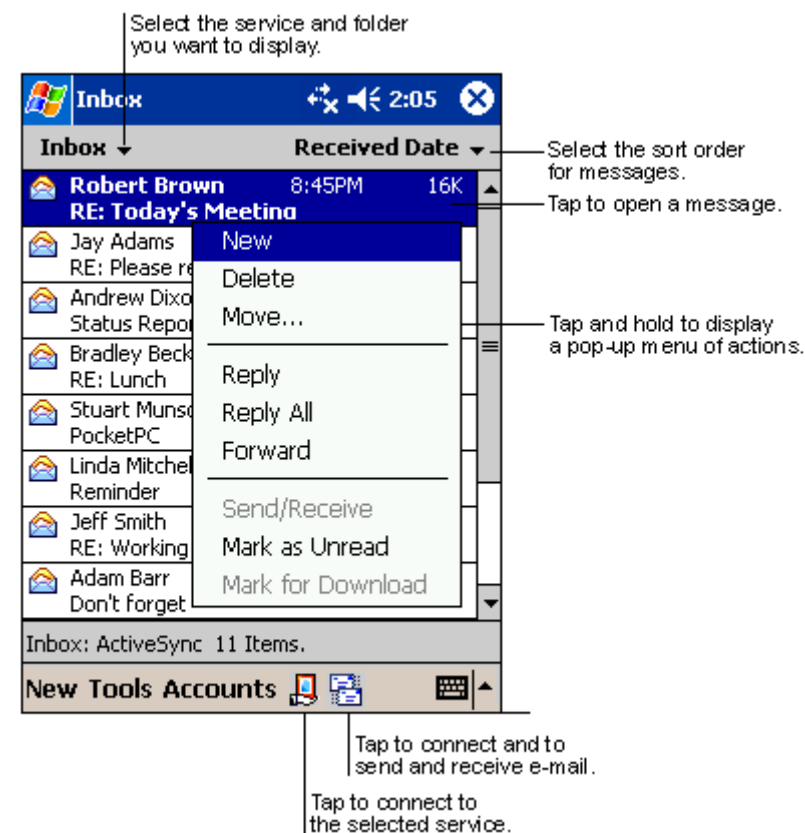 Select the service and folder
you want to display.
Inbox
2:05
Inbox
Received Date
Select the sort order
for messages.
Robert Brown 8:45PM 16K
RE: Today's Meeting
Tap to open a message.
Jay Adams
RE: Please re
Andrew Dixo
Status Repor
Bradley Beck
RE: Lunch
Stuart Munso
PocketPC
Linda Mitchel
Reminder
Jeff Smith
RE: Working
Adam Barr
Don't forget
New
Delete
Move...
Reply
Reply All
Forward
Send/Receive
Mark as Unread
Mark for Download
Tap and hold to display
a pop-up menu of actions.
Inbox: ActiveSync 11 Items.
New Tools Accounts
Tap to connect and to
send and receive e-mail.
Tap to connect to
the selected service.